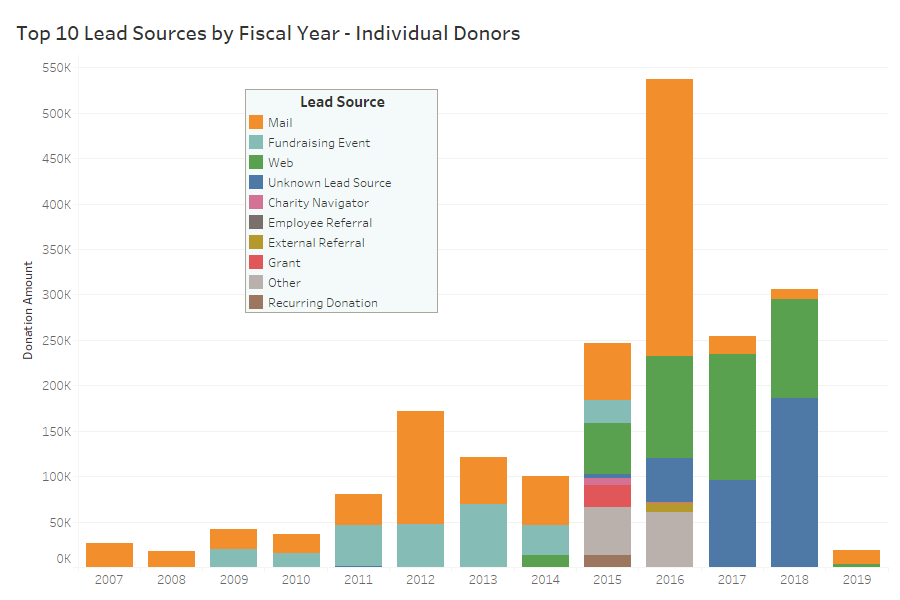 Top 10 Lead Sources by Fiscal Year - Individual Donors
550K
500K
450K
400K
350K
300K
250K
200K
150K
100K
50K
0K
Donation Amount
Lead Source
Mail
Fundraising Event
Web
Unknown Lead Source
Charity Navigator
Employee Referral
External Referral
Grant
Other
Recurring Donation
2007 2008 2009 2010 2011 2012 2013 2014 2015 2016 2017 2018 2019